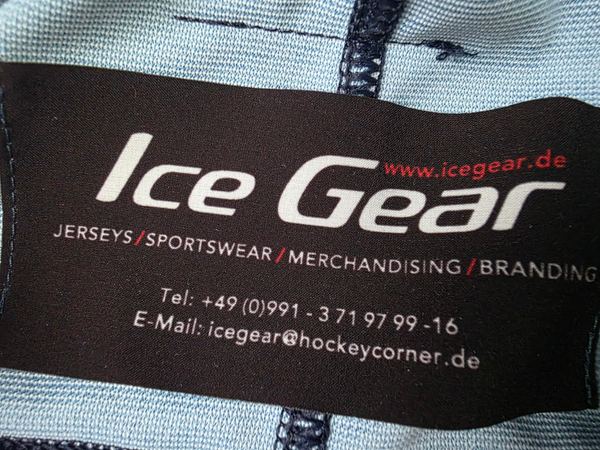 www.icegear.de
Ice Gear
JERSEYS/SPORTSWEAR/MERCHANDISING/BRANDING
Tel: +49 (0)991 - 3 71 97 99 -16
E-Mail: icegear@hockeycorner.de